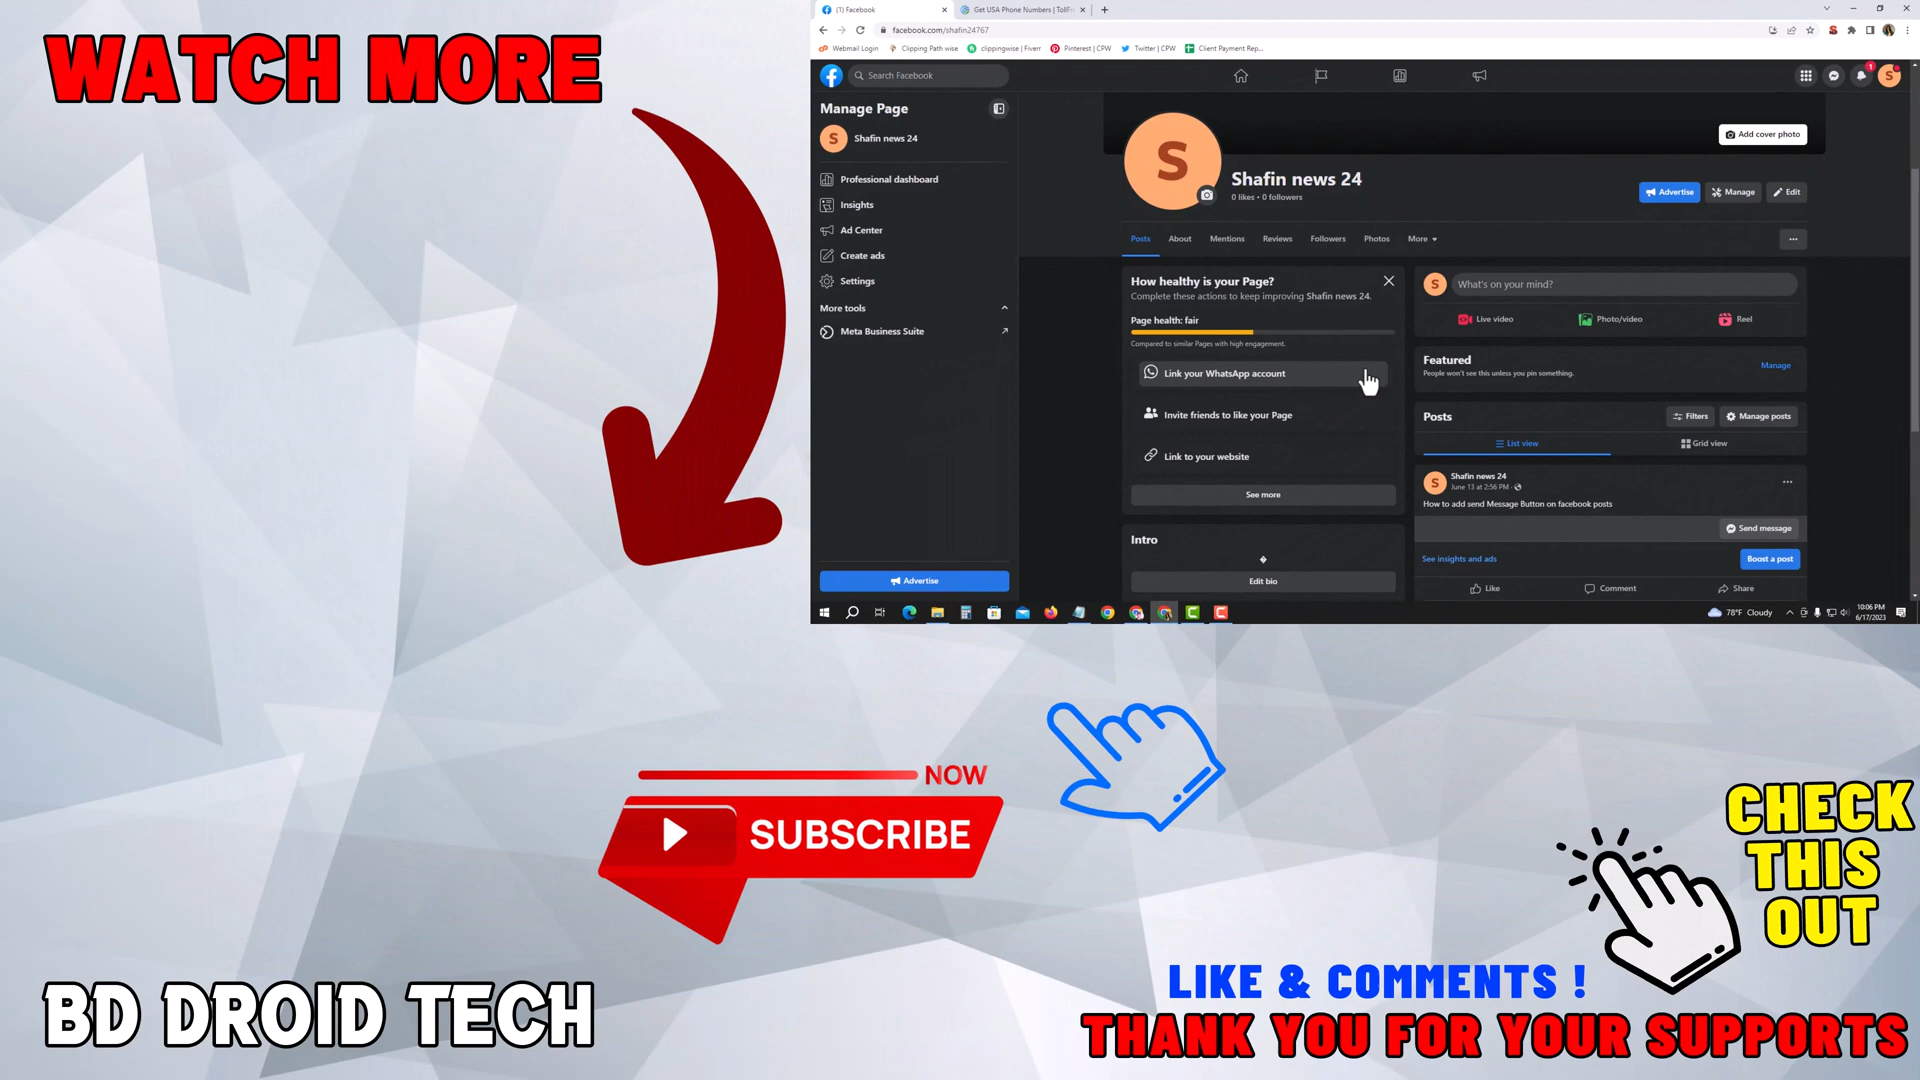 WATCH MORE
(1) Facebook
Get USA Phone Numbers | TollFr
facebook.com/shafin24767
Webmail Login
Clipping Path wise
clippingwise | Fiverr
Pinterest | CPW
Twitter | CPW
Client Payment Rep...
Search Facebook
1
S
Manage Page
S
Shafin news 24
Professional dashboard
Insights
Ad Center
Create ads
Settings
More tools
Meta Business Suite
Advertise
Add cover photo
S
Shafin news 24
0 likes • 0 followers
Advertise
Manage
Edit
Posts
About
Mentions
Reviews
Followers
Photos
More
How healthy is your Page?
Complete these actions to keep improving Shafin news 24.
Page health: fair
Compared to similar Pages with high engagement.
Link your WhatsApp account
Invite friends to like your Page
Link to your website
See more
Intro
Edit bio
S
What's on your mind?
Live video
Photo/video
Reel
Featured
Manage
People won't see this unless you pin something.
Posts
Filters
Manage posts
List view
Grid view
S
Shafin news 24
June 13 at 2:56 PM
How to add send Message Button on facebook posts
Send message
See insights and ads
Boost a post
Like
Comment
Share
78°F Cloudy
10:06 PM
6/17/2023
NOW
SUBSCRIBE
CHECK
THIS
OUT
BD DROID TECH
LIKE & COMMENTS !
THANK YOU FOR YOUR SUPPORTS